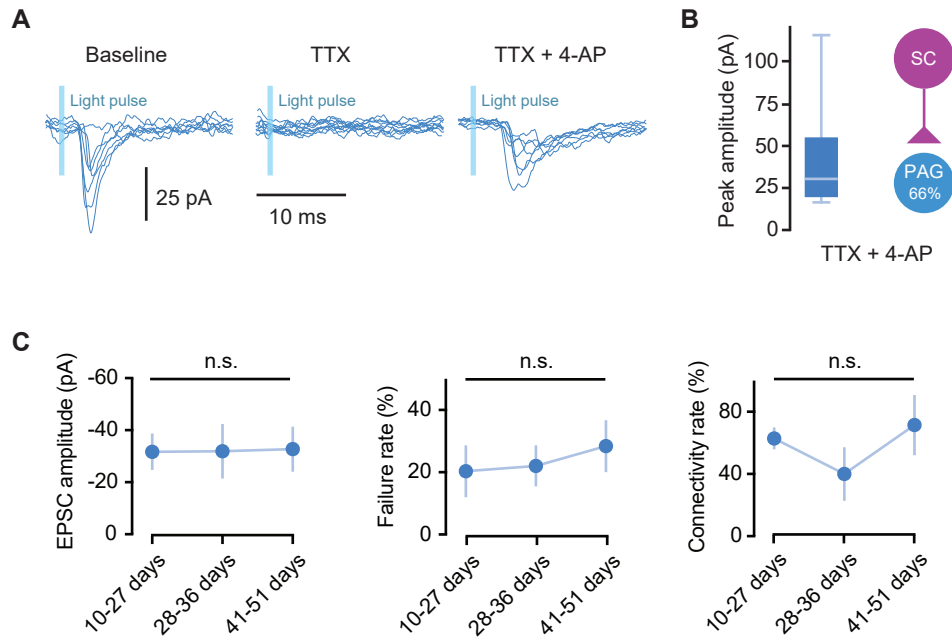 A
Baseline
TTX
TTX + 4-AP
Light pulse
Light pulse
Light pulse
25 pA
10 ms
B
Peak amplitude (pA)
100
75
50
25
0
SC
PAG
66%
TTX + 4-AP
C
EPSC amplitude (pA)
-60
-40
-20
0
n.s.
10-27 days
28-36 days
41-51 days
Failure rate (%)
40
20
0
n.s.
10-27 days
28-36 days
41-51 days
Connectivity rate (%)
80
40
0
n.s.
10-27 days
28-36 days
41-51 days